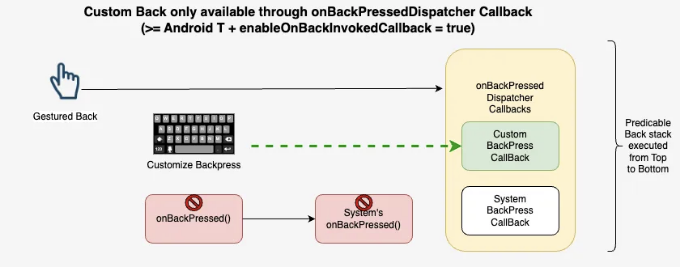 Custom Back only available through onBackPressedDispatcher Callback
(>= Android T + enableOnBackInvokedCallback = true)
Gestured Back
Customize Backpress
onBackPressed()
System's
onBackPressed()
onBackPressed
Dispatcher
Callbacks
Custom
BackPress
CallBack
System
BackPress
CallBack
Predicable
Back stack
executed
from Top
to Bottom